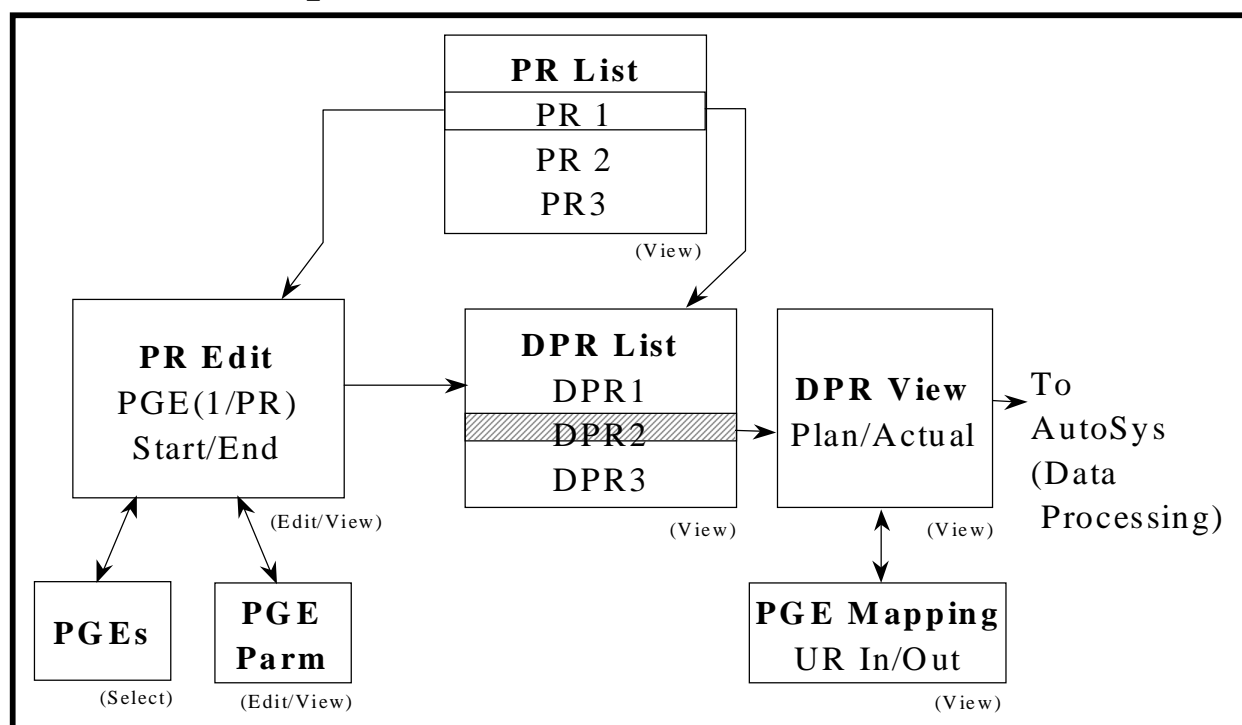 PR List
PR 1
PR 2
PR3
(View)
PR Edit
PGE(1/PR)
Start/End
(Edit/View)
DPR List
DPR1
DPR2
DPR3
(View)
DPR View
Plan/Actual
(View)
To
AutoSys
(Data
Processing)
PGEs
(Select)
PGE
Parm
(Edit/View)
PGE Mapping
UR In/Out
(View)